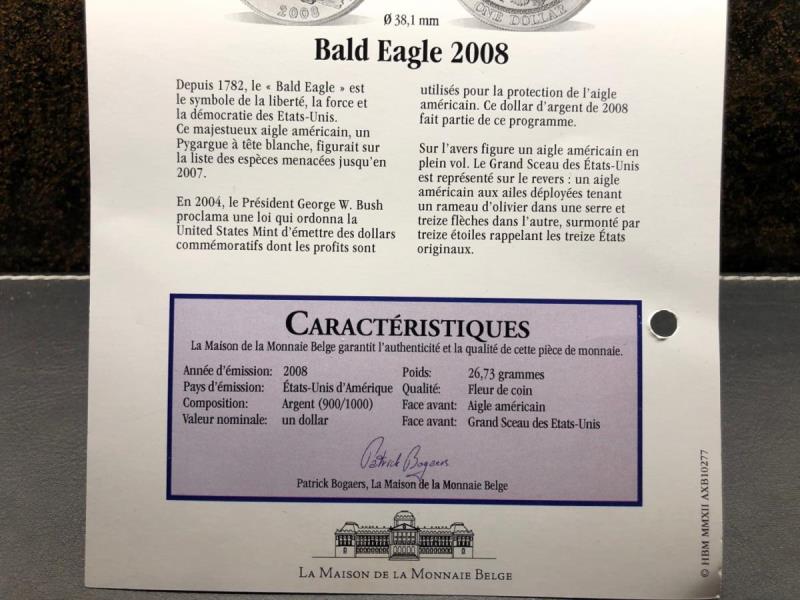 2008
ONE DOLLAR
Ø 38,1 mm
Bald Eagle 2008
Depuis 1782, le « Bald Eagle » est
le symbole de la liberté, la force et
la démocratie des Etats-Unis.
Ce majestueux aigle américain, un
Pygargue à tête blanche, figurait sur
la liste des espèces menacées jusqu'en
2007.
En 2004, le Président George W. Bush
proclama une loi qui ordonna la
United States Mint d'émettre des dollars
commémoratifs dont les profits sont
utilisés pour la protection de l'aigle
américain. Ce dollar d'argent de 2008
fait partie de ce programme.
Sur l'avers figure un aigle américain en
plein vol. Le Grand Sceau des États-Unis
est représenté sur le revers : un aigle
américain aux ailes déployées tenant
un rameau d'olivier dans une serre et
treize flèches dans l'autre, surmonté par
treize étoiles rappelant les treize États
originaux.
CARACTÉRISTIQUES
La Maison de la Monnaie Belge garantit l'authenticité et la qualité de cette pièce de monnaie.
Année d'émission: 2008
Pays d'émission: États-Unis d'Amérique
Composition: Argent (900/1000)
Valeur nominale: un dollar
Poids: 26,73 grammes
Qualité: Fleur de coin
Face avant: Aigle américain
Face avant: Grand Sceau des Etats-Unis
Patrick Bogaers
Patrick Bogaers, La Maison de la Monnaie Belge
LA MAISON DE LA MONNAIE BELGE
© HBM MMXII AXB10277